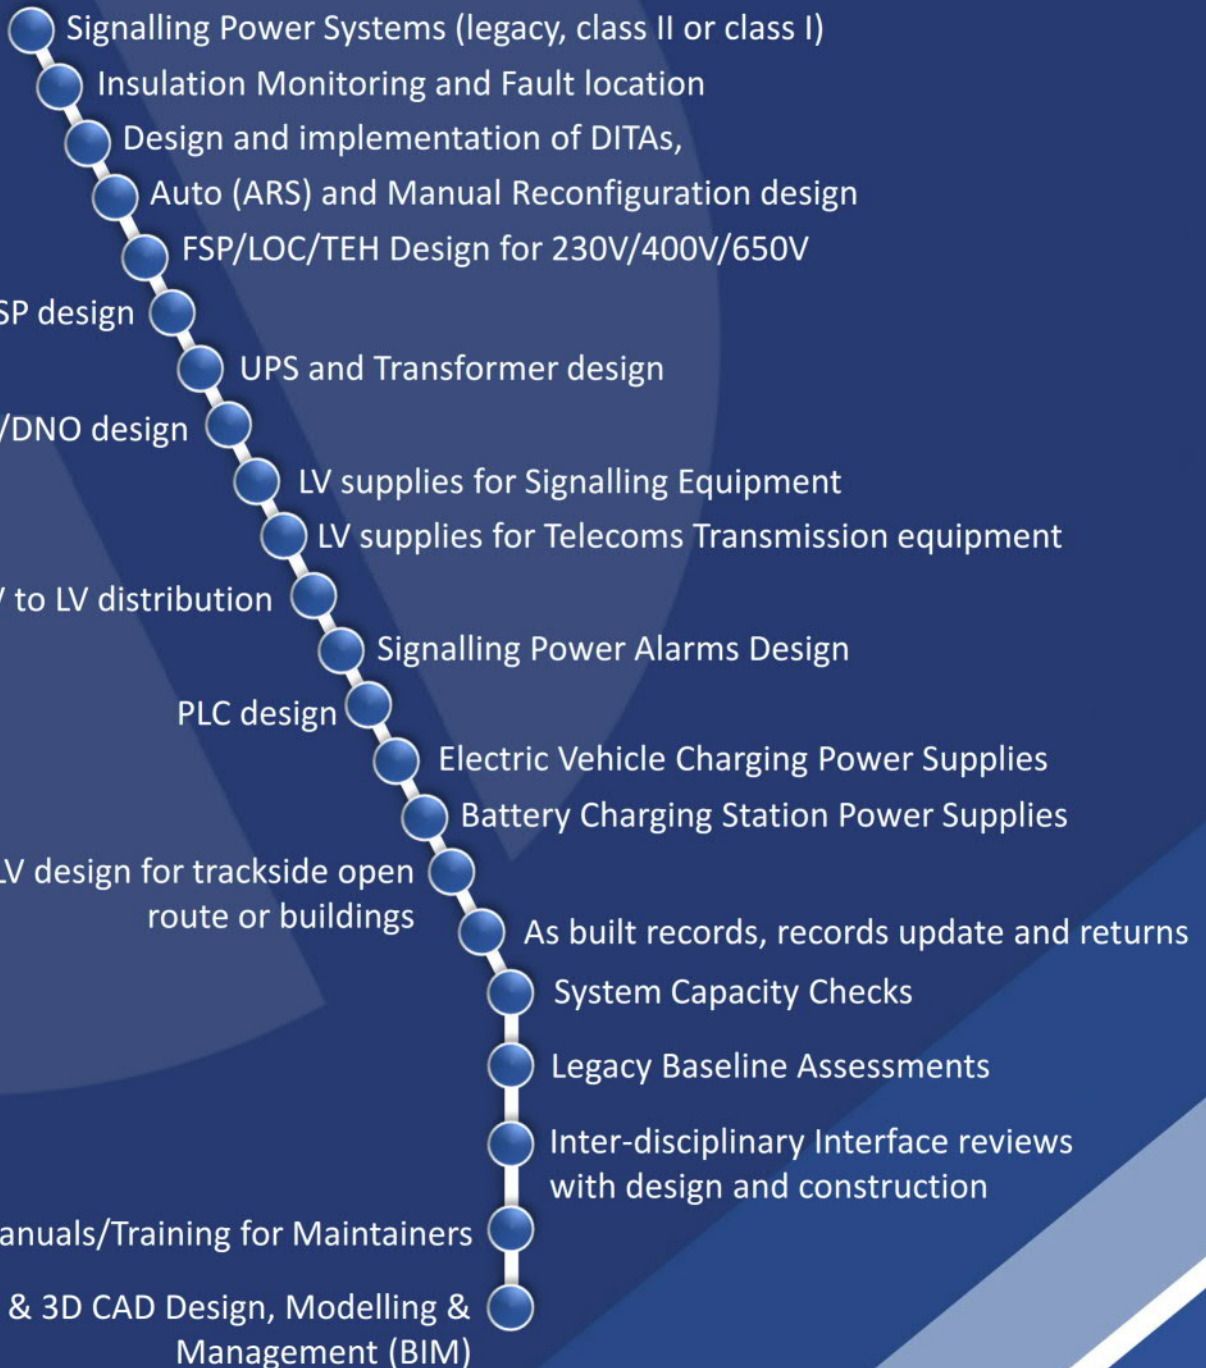 Signalling Power Systems (legacy, class II or class I)
Insulation Monitoring and Fault location
Design and implementation of DITAs,
Auto (ARS) and Manual Reconfiguration design
FSP/LOC/TEH Design for 230V/400V/650V
design
UPS and Transformer design
/DNO design
LV supplies for Signalling Equipment
LV supplies for Telecoms Transmission equipment
to LV distribution
Signalling Power Alarms Design
PLC design
Electric Vehicle Charging Power Supplies
Battery Charging Station Power Supplies
LV design for trackside open
route or buildings
As built records, records update and returns
System Capacity Checks
Legacy Baseline Assessments
Inter-disciplinary Interface reviews
with design and construction
anuals/Training for Maintainers
& 3D CAD Design, Modelling &
Management (BIM)